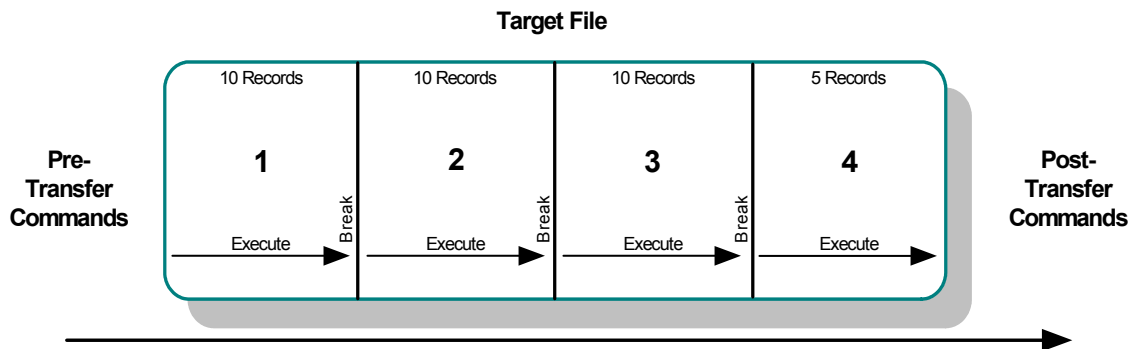 Target File
10 Records
10 Records
10 Records
5 Records
Pre-
Transfer
Commands
1
2
3
4
Post-
Transfer
Commands
Break
Break
Break
Execute
Execute
Execute
Execute